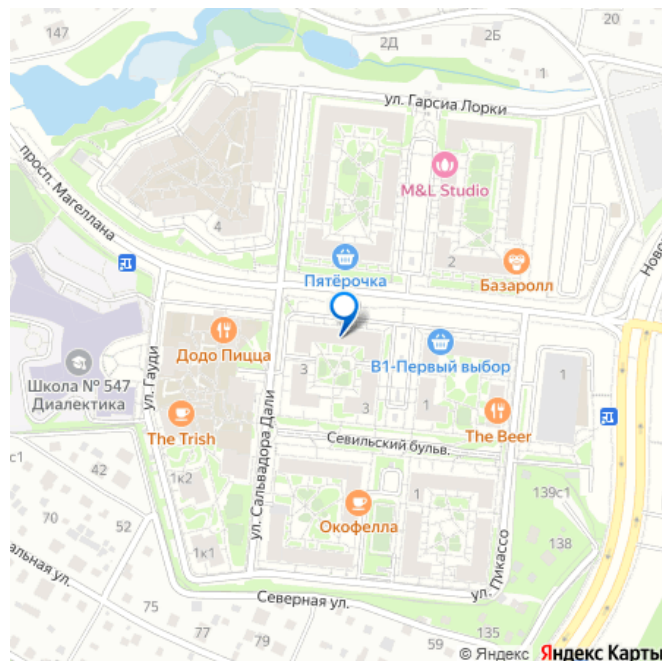 147
2Д
2Б
1
ул. Гарсиа Лорки
просп. Магеллана
M&L Studio
4
2
Базаролл
Пятёрочка
Ново
Додо Пицца
В1-Первый выбор
Школа № 547
Диалектика
ул. Гауди
3
3
1
1
The Trish
ул. Сальвадора Дали
The Beer
Севильский бульв.
с1
42
1к2
70
52
Окофелла
139с1
138
альная ул.
1к1
ул. Пикассо
Северная ул.
75
77
79
59
135
© Яндекс Яндекс Карты